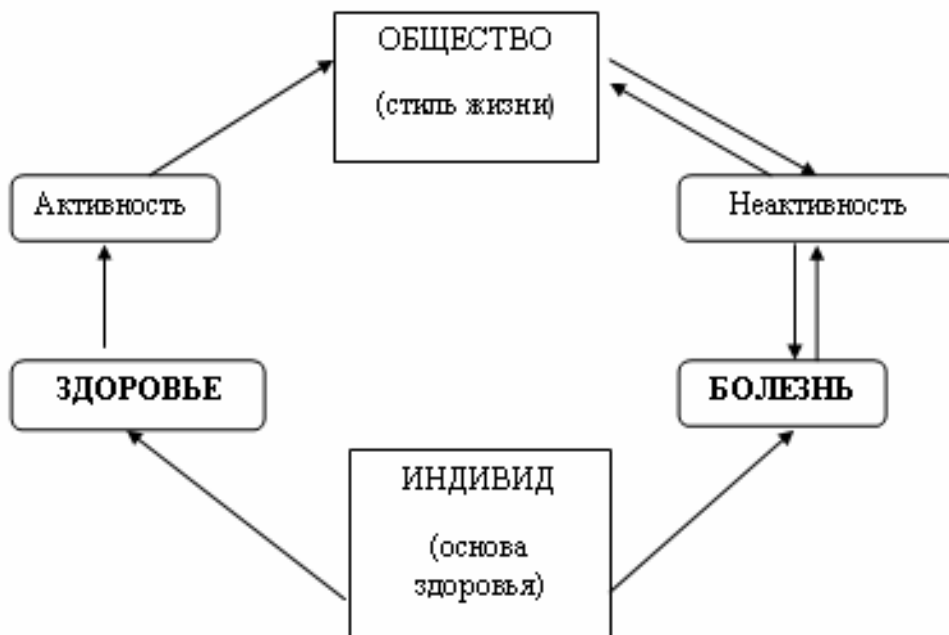 ОБЩЕСТВО
(стиль жизни)
Активность
Неактивность
ЗДОРОВЬЕ
БОЛЕЗНЬ
ИНДИВИД
(основа
здоровья)